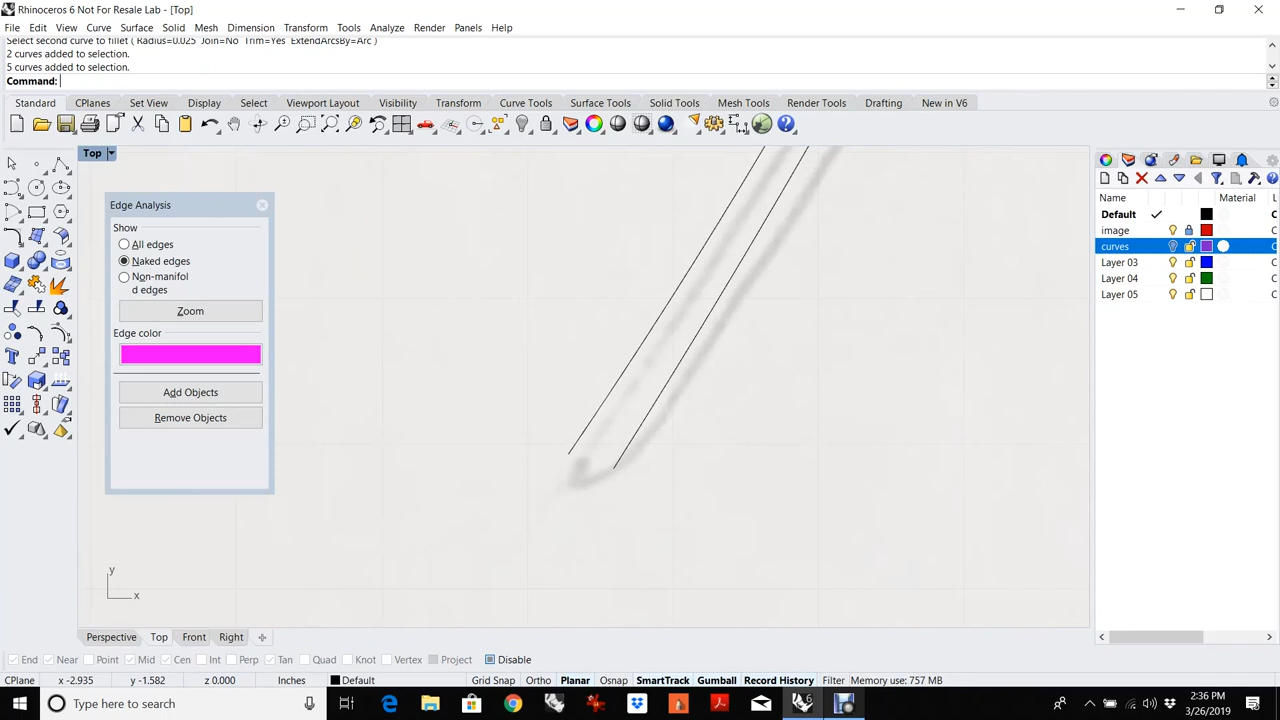 Rhinoceros 6 Not For Resale Lab - [Top]
File Edit View Curve Surface Solid Mesh Dimension Transform Tools Analyze Render Panels Help
Select second curve to fillet ( Radius=0.025 Join=No Trim=Yes ExtendArcsBy=Arc )
2 curves added to selection.
5 curves added to selection.
Command:
Standard CPlanes Set View Display Select Viewport Layout Visibility Transform Curve Tools Surface Tools Solid Tools Mesh Tools Render Tools Drafting New in V6
Top
Edge Analysis
Show
All edges
Naked edges
Non-manifol
d edges
Zoom
Edge color
Add Objects
Remove Objects
Name Material L
Default C
image C
curves C
Layer 03 C
Layer 04 C
Layer 05 C
y
x
Perspective Top Front Right
End Near Point Mid Cen Int Perp Tan Quad Knot Vertex Project Disable
CPlane x -2.935 y -1.582 z 0.000 Inches Default Grid Snap Ortho Planar Osnap SmartTrack Gumball Record History Filter Memory use: 757 MB
Type here to search
2:36 PM
3/26/2019